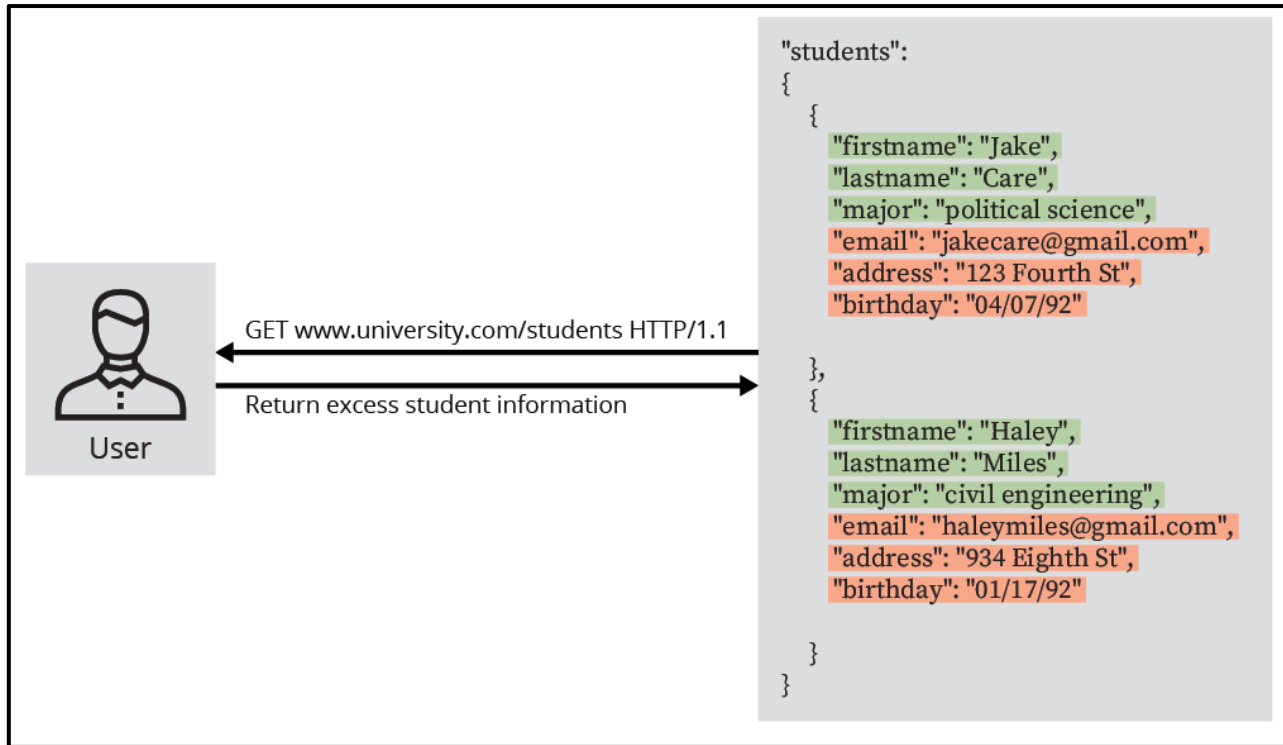 User
GET www.university.com/students HTTP/1.1
Return excess student information
"students":
{
{
"firstname": "Jake",
"lastname": "Care",
"major": "political science",
"email": "jakecare@gmail.com",
"address": "123 Fourth St",
"birthday": "04/07/92"
},
{
"firstname": "Haley",
"lastname": "Miles",
"major": "civil engineering",
"email": "haleymiles@gmail.com",
"address": "934 Eighth St",
"birthday": "01/17/92"
}
}